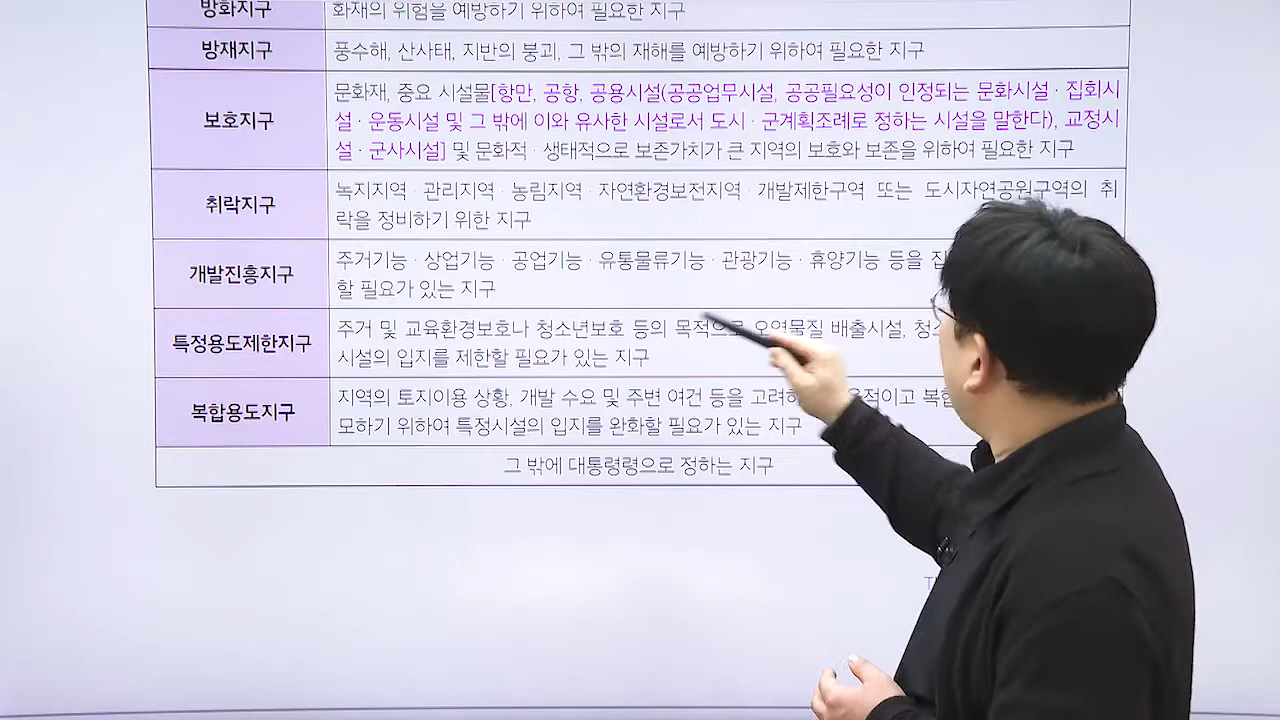 방화지구
화재의 위험을 예방하기 위하여 필요한 지구
방재지구
풍수해, 산사태, 지반의 붕괴, 그 밖의 재해를 예방하기 위하여 필요한 지구
보호지구
문화재, 중요 시설물[항만, 공항, 공용시설(공공업무시설, 공공필요성이 인정되는 문화시설·집회시
설·운동시설 및 그 밖에 이와 유사한 시설로서 도시·군계획조례로 정하는 시설을 말한다), 교정시
설·군사시설] 및 문화적·생태적으로 보존가치가 큰 지역의 보호와 보존을 위하여 필요한 지구
취락지구
녹지지역·관리지역·농림지역·자연환경보전지역·개발제한구역 또는 도시자연공원구역의 취
락을 정비하기 위한 지구
개발진흥지구
주거기능·상업기능·공업기능·유통물류기능·관광기능·휴양기능 등을
할 필요가 있는 지구
특정용도제한지구
주거 및 교육환경보호나 청소년보호 등의 목적으로 오염물질 배출시설,
시설의 입지를 제한할 필요가 있는 지구
복합용도지구
지역의 토지이용 상황, 개발 수요 및 주변 여건 등을
모하기 위하여 특정시설의 입지를 완화할 필요가 있는 지구
그 밖에 대통령령으로 정하는 지구